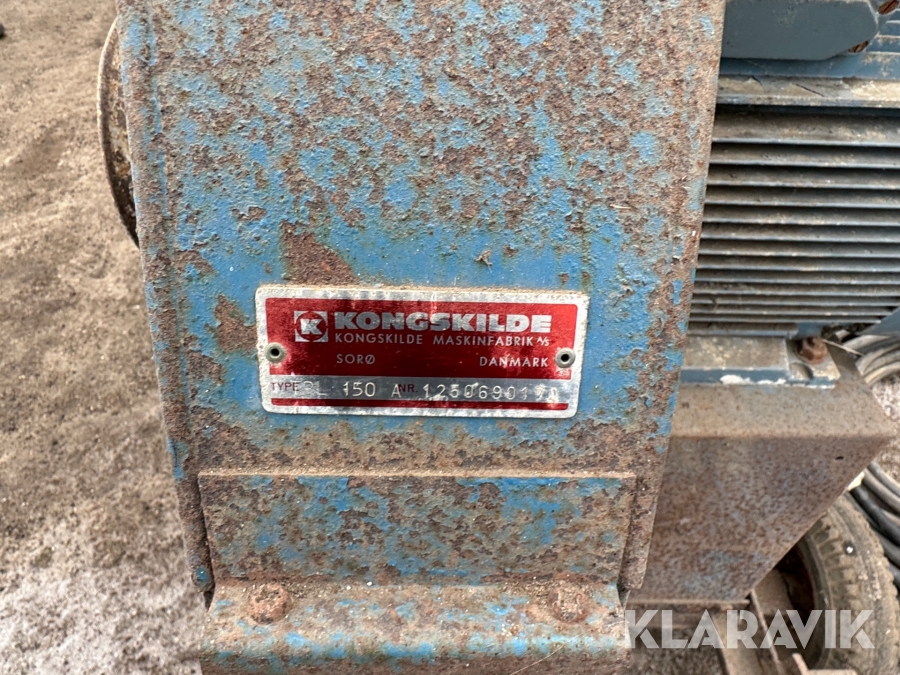 K KONGSKILDE
KONGSKILDE MASKINFABRIK A/S
SORØ DANMARK
TYPE 150 A NR.
KLARAVIK